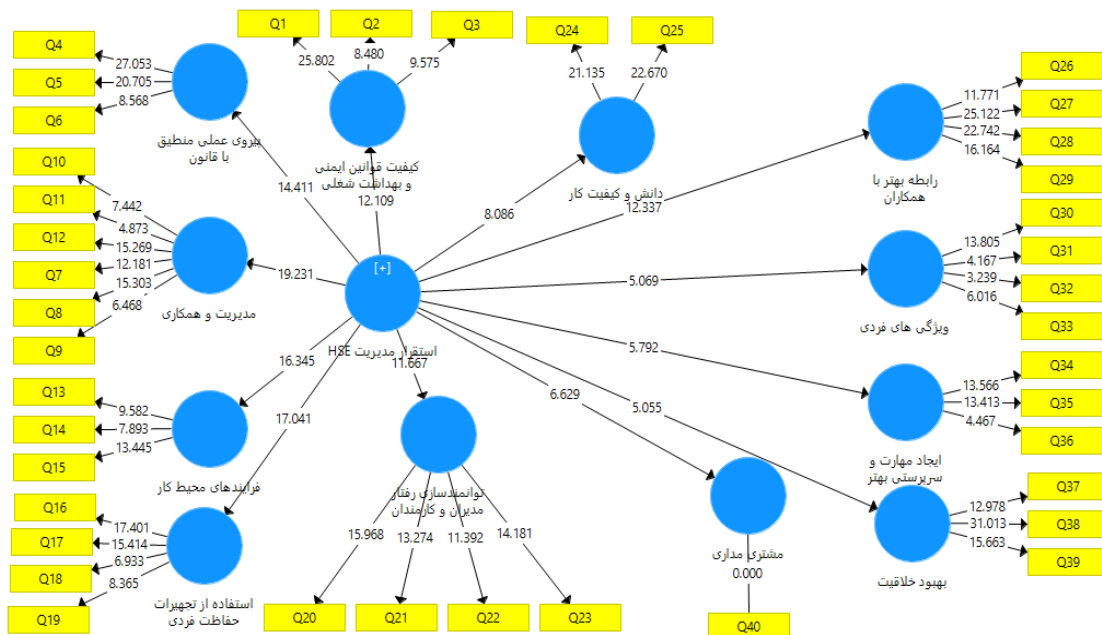 Q1
Q2
Q3
Q24
Q25
Q4
Q5
Q6
27.053
20.705
8.568
25.802
8.480
9.575
21.135
22.670
Q26
Q27
Q28
Q29
11.771
25.122
22.742
16.164
پیروی عملی منطبق
با قانون
کیفیت قوانین ایمنی
و بهداشت شغلی
دانش و کیفیت کار
رابطه بهتر با
همکاران
14.411
12.109
8.086
12.337
Q10
Q11
Q12
Q7
Q8
Q9
7.442
4.873
15.269
12.181
15.303
6.468
مدیریت و همکاری
19.231
[+]
استقرار مدیریت HSE
5.069
Q30
Q31
Q32
Q33
13.805
4.167
3.239
6.016
ویژگی های فردی
16.345
17.041
11.667
6.629
5.792
5.055
Q13
Q14
Q15
9.582
7.893
13.445
فرایندهای محیط کار
Q34
Q35
Q36
13.566
13.413
4.467
ایجاد مهارت و
سرپرستی بهتر
Q16
Q17
Q18
Q19
17.401
15.414
6.933
8.365
استفاده از تجهیزات
حفاظت فردی
توانمندسازی رفتار
مدیران و کارمندان
15.968
13.274
11.392
14.181
Q20
Q21
Q22
Q23
مشتری مداری
0.000
Q40
Q37
Q38
Q39
12.978
31.013
15.663
بهبود خلاقیت